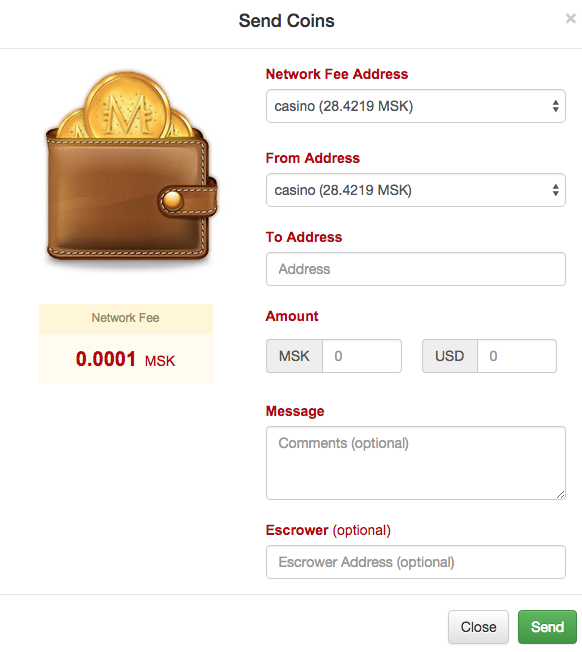 Send Coins
×
Network Fee Address
casino (28.4219 MSK)
From Address
casino (28.4219 MSK)
To Address
Address
Network Fee
0.0001 MSK
Amount
MSK 0 USD 0
Message
Comments (optional)
Escrower (optional)
Escrower Address (optional)
Close Send